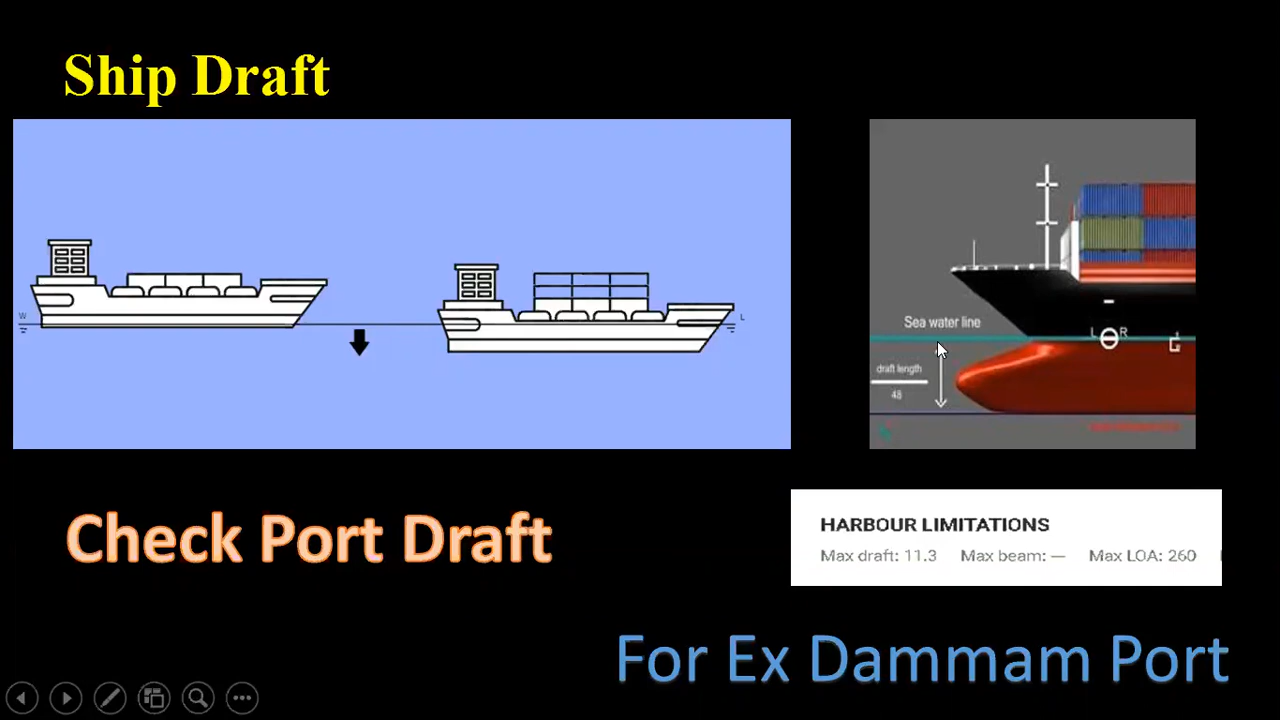 Ship Draft
W
L
Sea water line
L R
draft length
48
Check Port Draft
HARBOUR LIMITATIONS
Max draft: 11.3 Max beam: — Max LOA: 260
For Ex Dammam Port